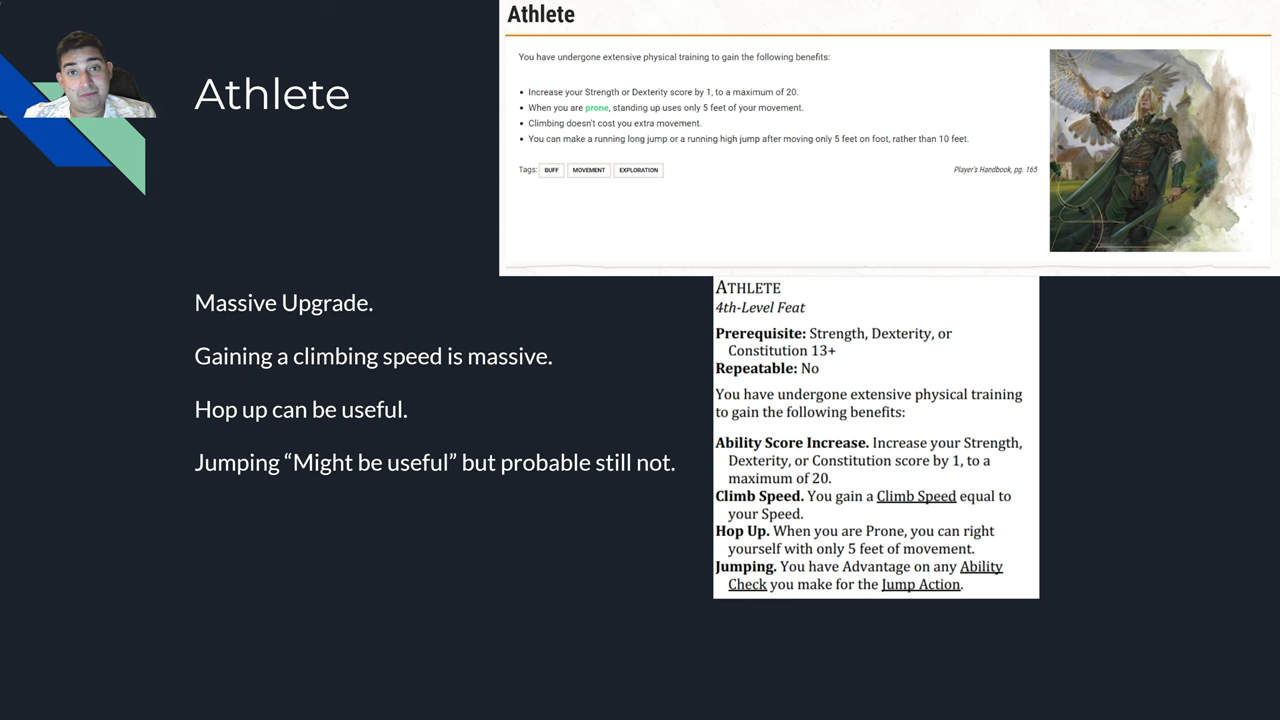 Athlete
Athlete
You have undergone extensive physical training to gain the following benefits:
• Increase your Strength or Dexterity score by 1, to a maximum of 20.
• When you are prone, standing up uses only 5 feet of your movement.
• Climbing doesn't cost you extra movement.
• You can make a running long jump or a running high jump after moving only 5 feet on foot, rather than 10 feet.
Tags: BUFF MOVEMENT EXPLORATION
Player's Handbook, pg. 165
Massive Upgrade.
Gaining a climbing speed is massive.
Hop up can be useful.
Jumping “Might be useful” but probable still not.
ATHLETE
4th-Level Feat
Prerequisite: Strength, Dexterity, or
Constitution 13+
Repeatable: No
You have undergone extensive physical training
to gain the following benefits:
Ability Score Increase. Increase your Strength,
Dexterity, or Constitution score by 1, to a
maximum of 20.
Climb Speed. You gain a Climb Speed equal to
your Speed.
Hop Up. When you are Prone, you can right
yourself with only 5 feet of movement.
Jumping. You have Advantage on any Ability
Check you make for the Jump Action.